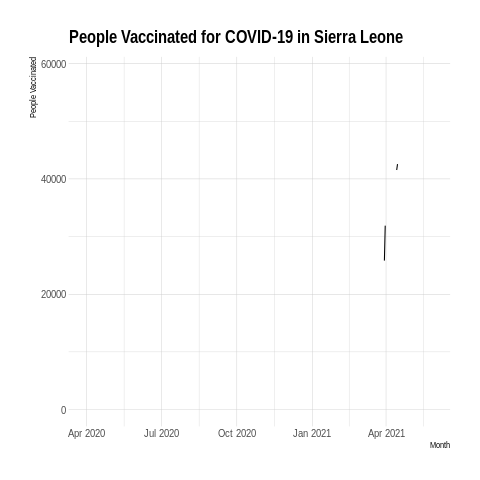 People Vaccinated for COVID-19 in Sierra Leone
People Vaccinated
60000
40000
20000
0
Apr 2020 Jul 2020 Oct 2020 Jan 2021 Apr 2021
Month